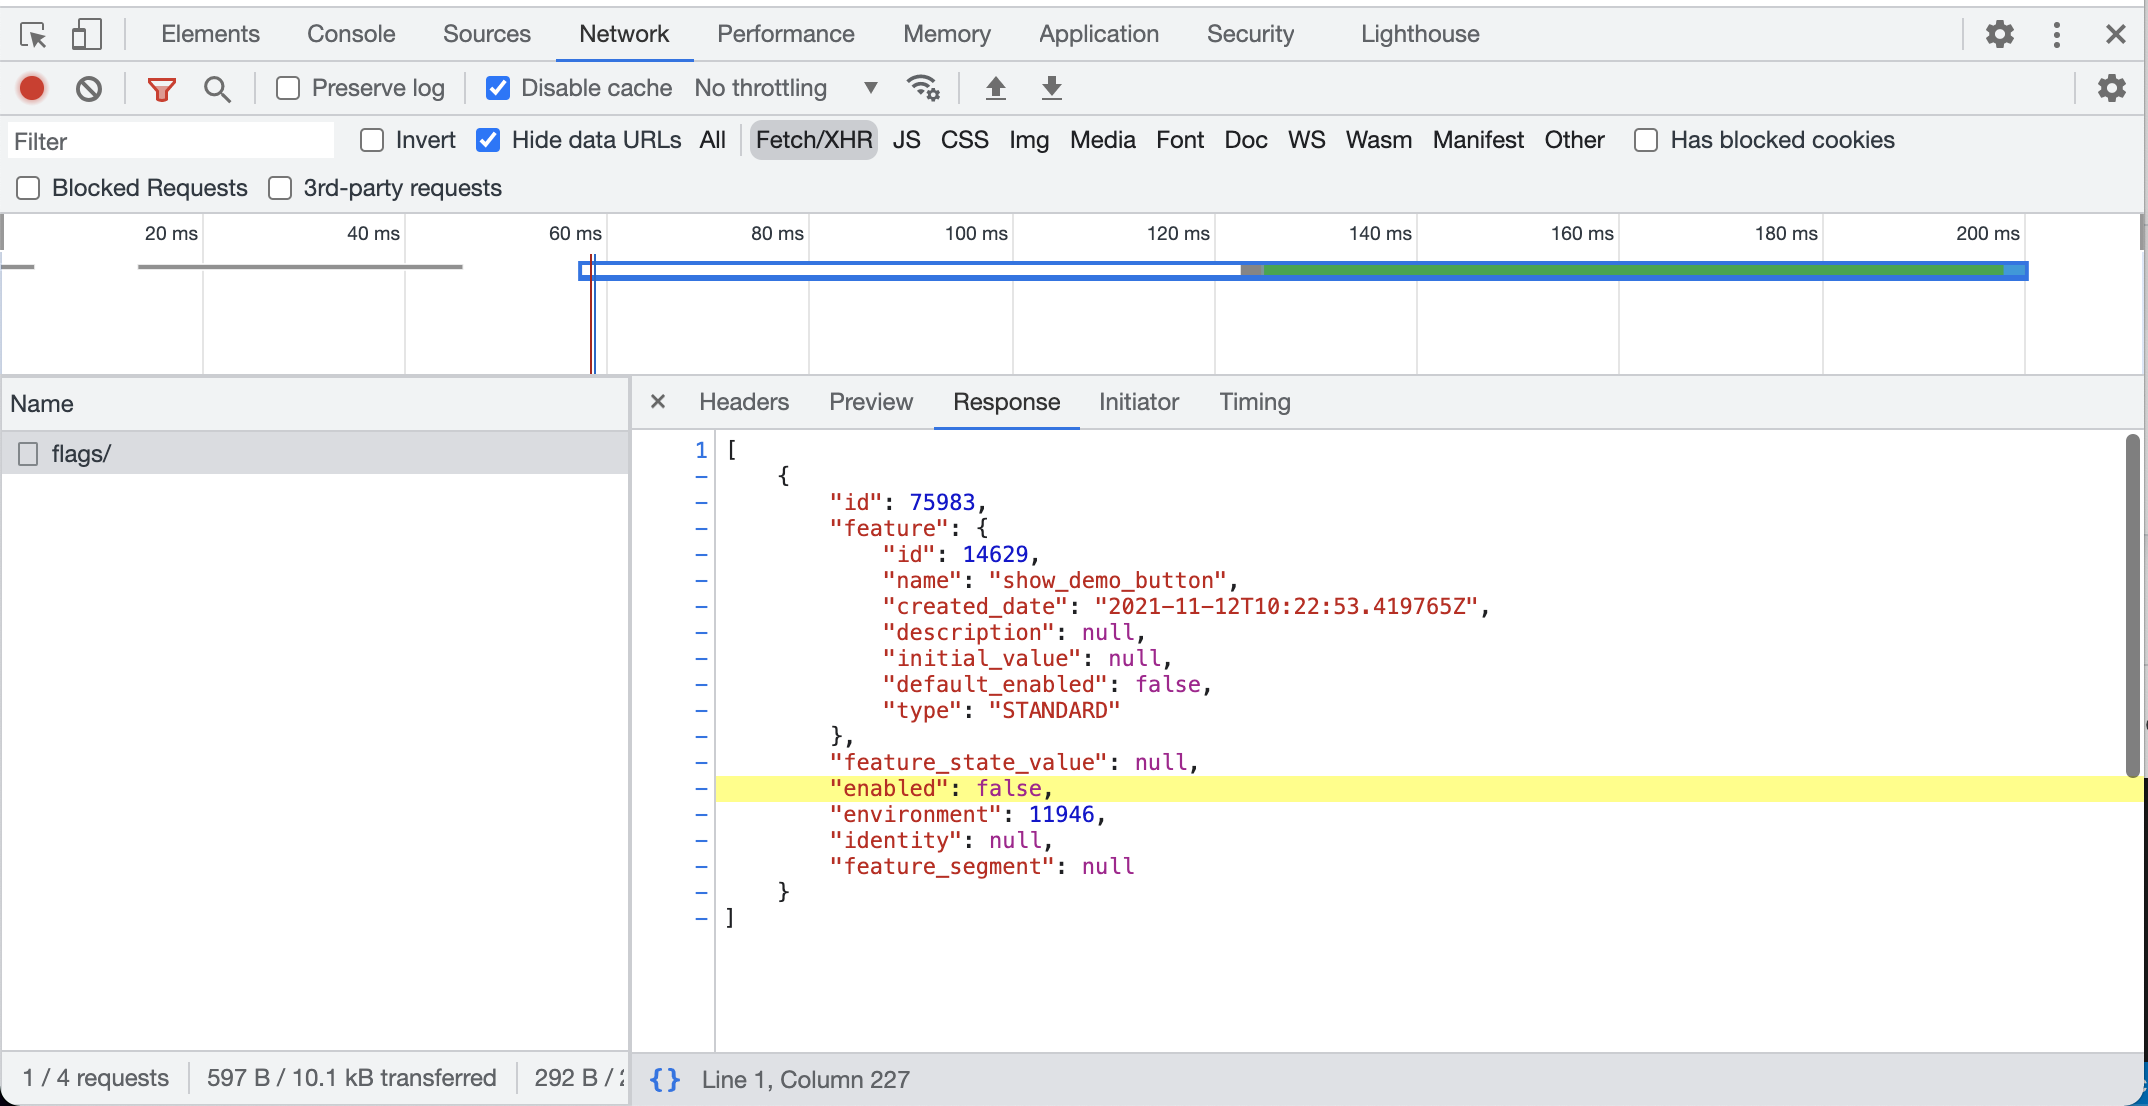 Elements Console Sources Network Performance Memory Application Security Lighthouse
Preserve log Disable cache No throttling
Filter Invert Hide data URLs All Fetch/XHR JS CSS Img Media Font Doc WS Wasm Manifest Other Has blocked cookies
Blocked Requests 3rd-party requests
20 ms 40 ms 60 ms 80 ms 100 ms 120 ms 140 ms 160 ms 180 ms 200 ms
Name
flags/
× Headers Preview Response Initiator Timing
1 [
– {
– "id": 75983,
– "feature": {
– "id": 14629,
– "name": "show_demo_button",
– "created_date": "2021-11-12T10:22:53.419765Z",
– "description": null,
– "initial_value": null,
– "default_enabled": false,
– "type": "STANDARD"
– },
– "feature_state_value": null,
– "enabled": false,
– "environment": 11946,
– "identity": null,
– "feature_segment": null
– }
– ]
1 / 4 requests 597 B / 10.1 kB transferred 292 B /
{} Line 1, Column 227